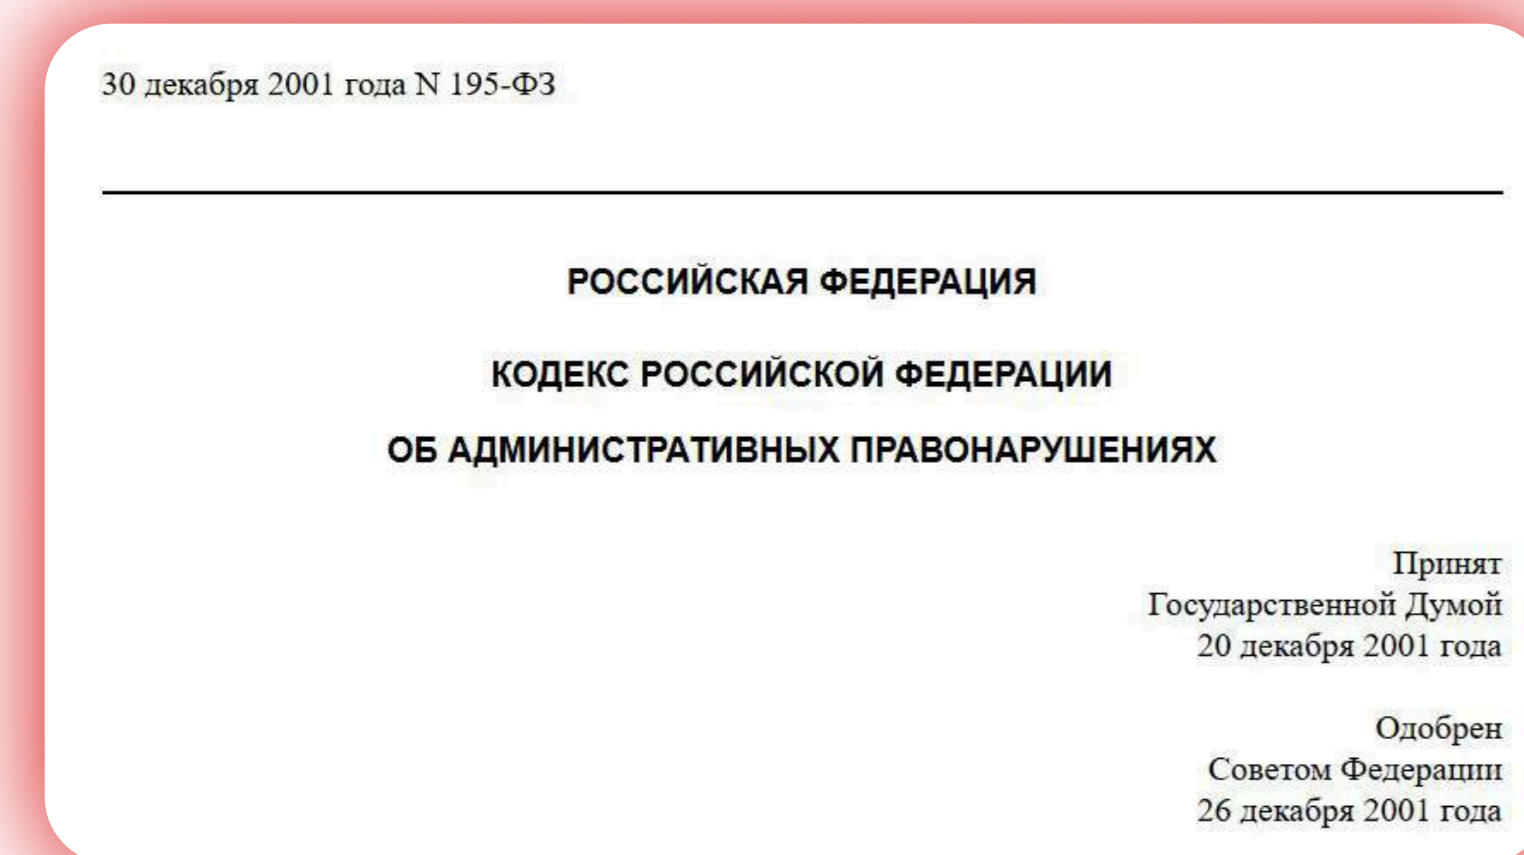 30 декабря 2001 года N 195-ФЗ
РОССИЙСКАЯ ФЕДЕРАЦИЯ
КОДЕКС РОССИЙСКОЙ ФЕДЕРАЦИИ
ОБ АДМИНИСТРАТИВНЫХ ПРАВОНАРУШЕНИЯХ
Принят
Государственной Думой
20 декабря 2001 года
Одобрен
Советом Федерации
26 декабря 2001 года